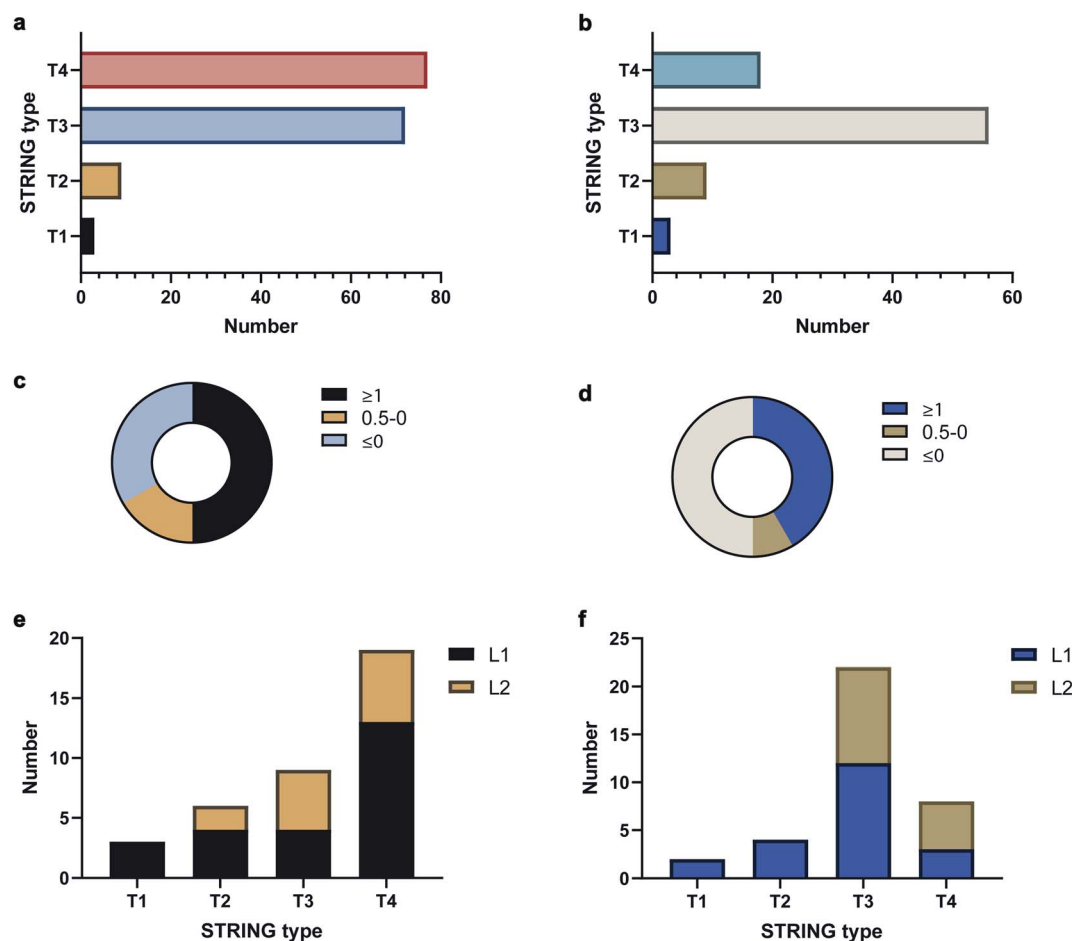 a
STRING type
T4
T3
T2
T1
0 20 40 60 80
Number
b
STRING type
T4
T3
T2
T1
0 20 40 60
Number
c
≥1
0.5-0
≤0
d
≥1
0.5-0
≤0
e
Number
20
15
10
5
0
T1 T2 T3 T4
STRING type
L1
L2
f
Number
25
20
15
10
5
0
T1 T2 T3 T4
STRING type
L1
L2